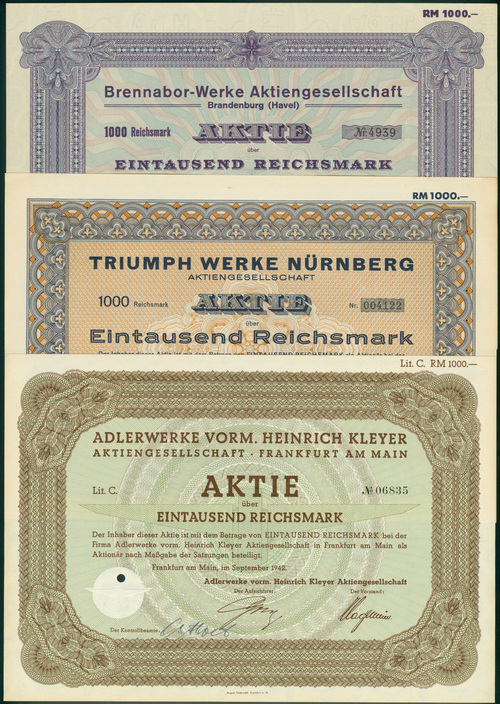 RM 1000.—
Brennabor-Werke Aktiengesellschaft
Brandenburg (Havel)
1000 Reichsmark AKTIE Nr. 4939
über
EINTAUSEND REICHSMARK
RM 1000.—
TRIUMPH WERKE NÜRNBERG
AKTIENGESELLSCHAFT
1000 Reichsmark AKTIE Nr. 004122
über
Eintausend Reichsmark
Lit. C. RM 1000.—
ADLERWERKE VORM. HEINRICH KLEYER
AKTIENGESELLSCHAFT · FRANKFURT AM MAIN
Lit. C. AKTIE № 06835
über
EINTAUSEND REICHSMARK
Der Inhaber dieser Aktie ist mit dem Betrage von EINTAUSEND REICHSMARK bei der
Firma Adlerwerke vorm. Heinrich Kleyer Aktiengesellschaft in Frankfurt am Main als
Aktionär nach Maßgabe der Satzungen beteiligt.
Frankfurt am Main, im September 1942.
Adlerwerke vorm. Heinrich Kleyer Aktiengesellschaft
Der Aufsichtsrat: Der Vorstand:
Der Kontrollbeamte: